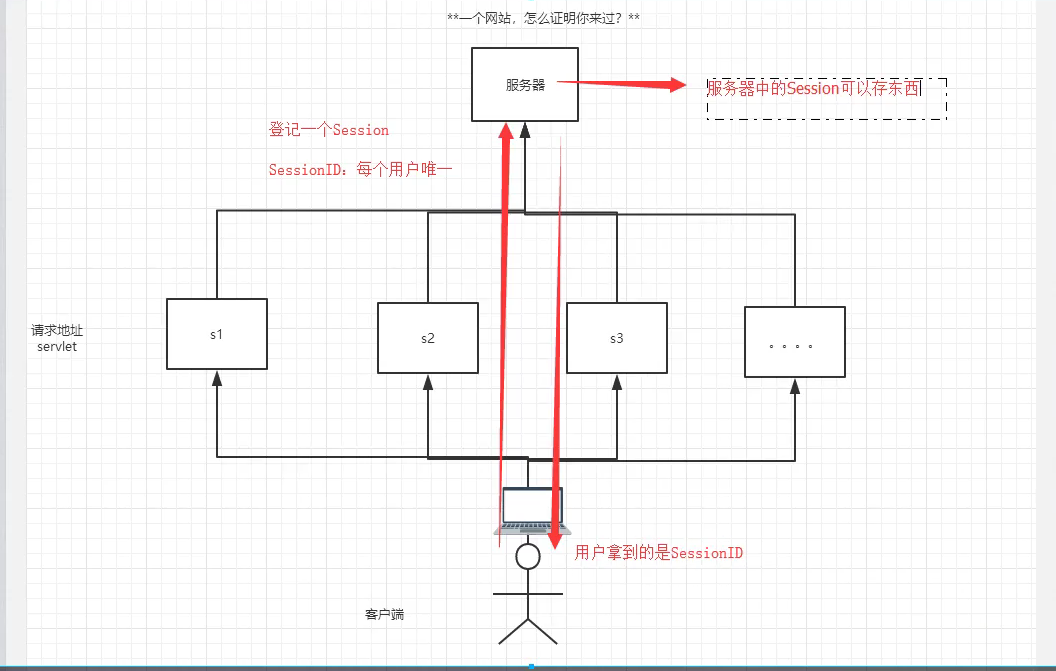 **一个网站，怎么证明你来过？**
服务器
服务器中的Session可以存东西
登记一个Session
SessionID：每个用户唯一
请求地址
servlet
s1
s2
s3
。。。。
用户拿到的是SessionID
客户端